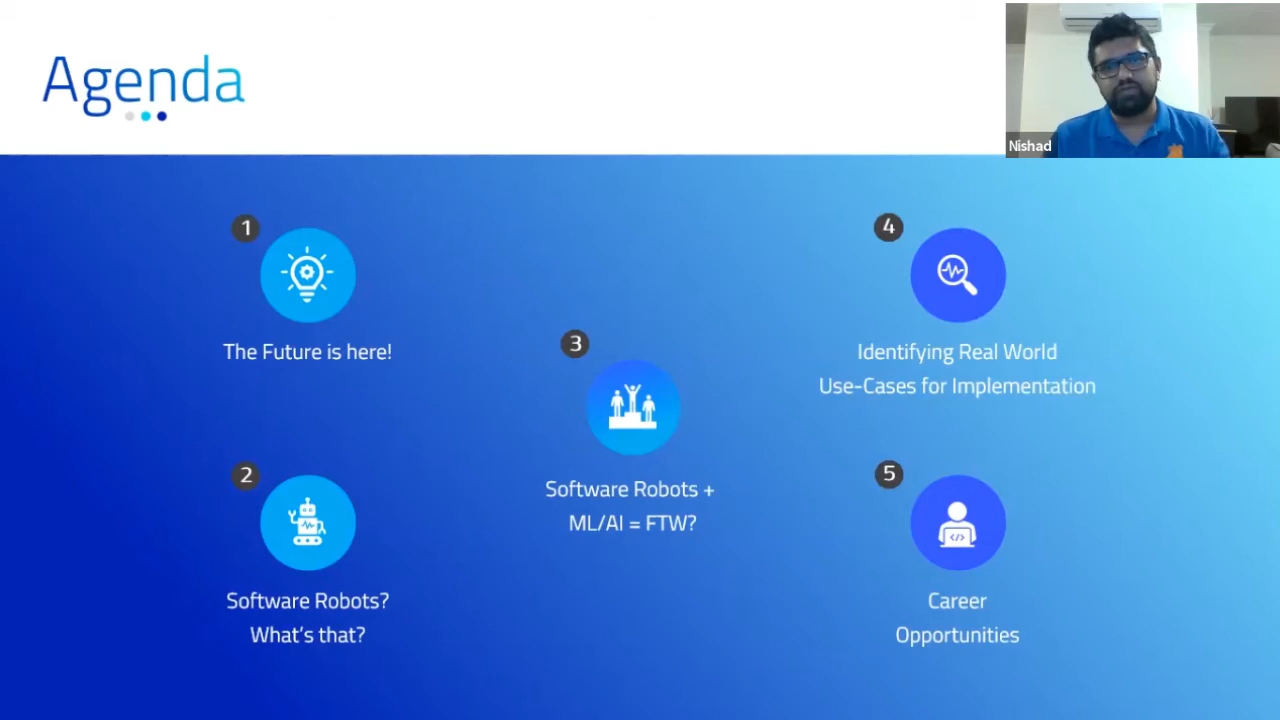 Agenda
Nishad
1
The Future is here!
2
Software Robots?
What's that?
3
Software Robots +
ML/AI = FTW?
4
Identifying Real World
Use-Cases for Implementation
5
Career
Opportunities